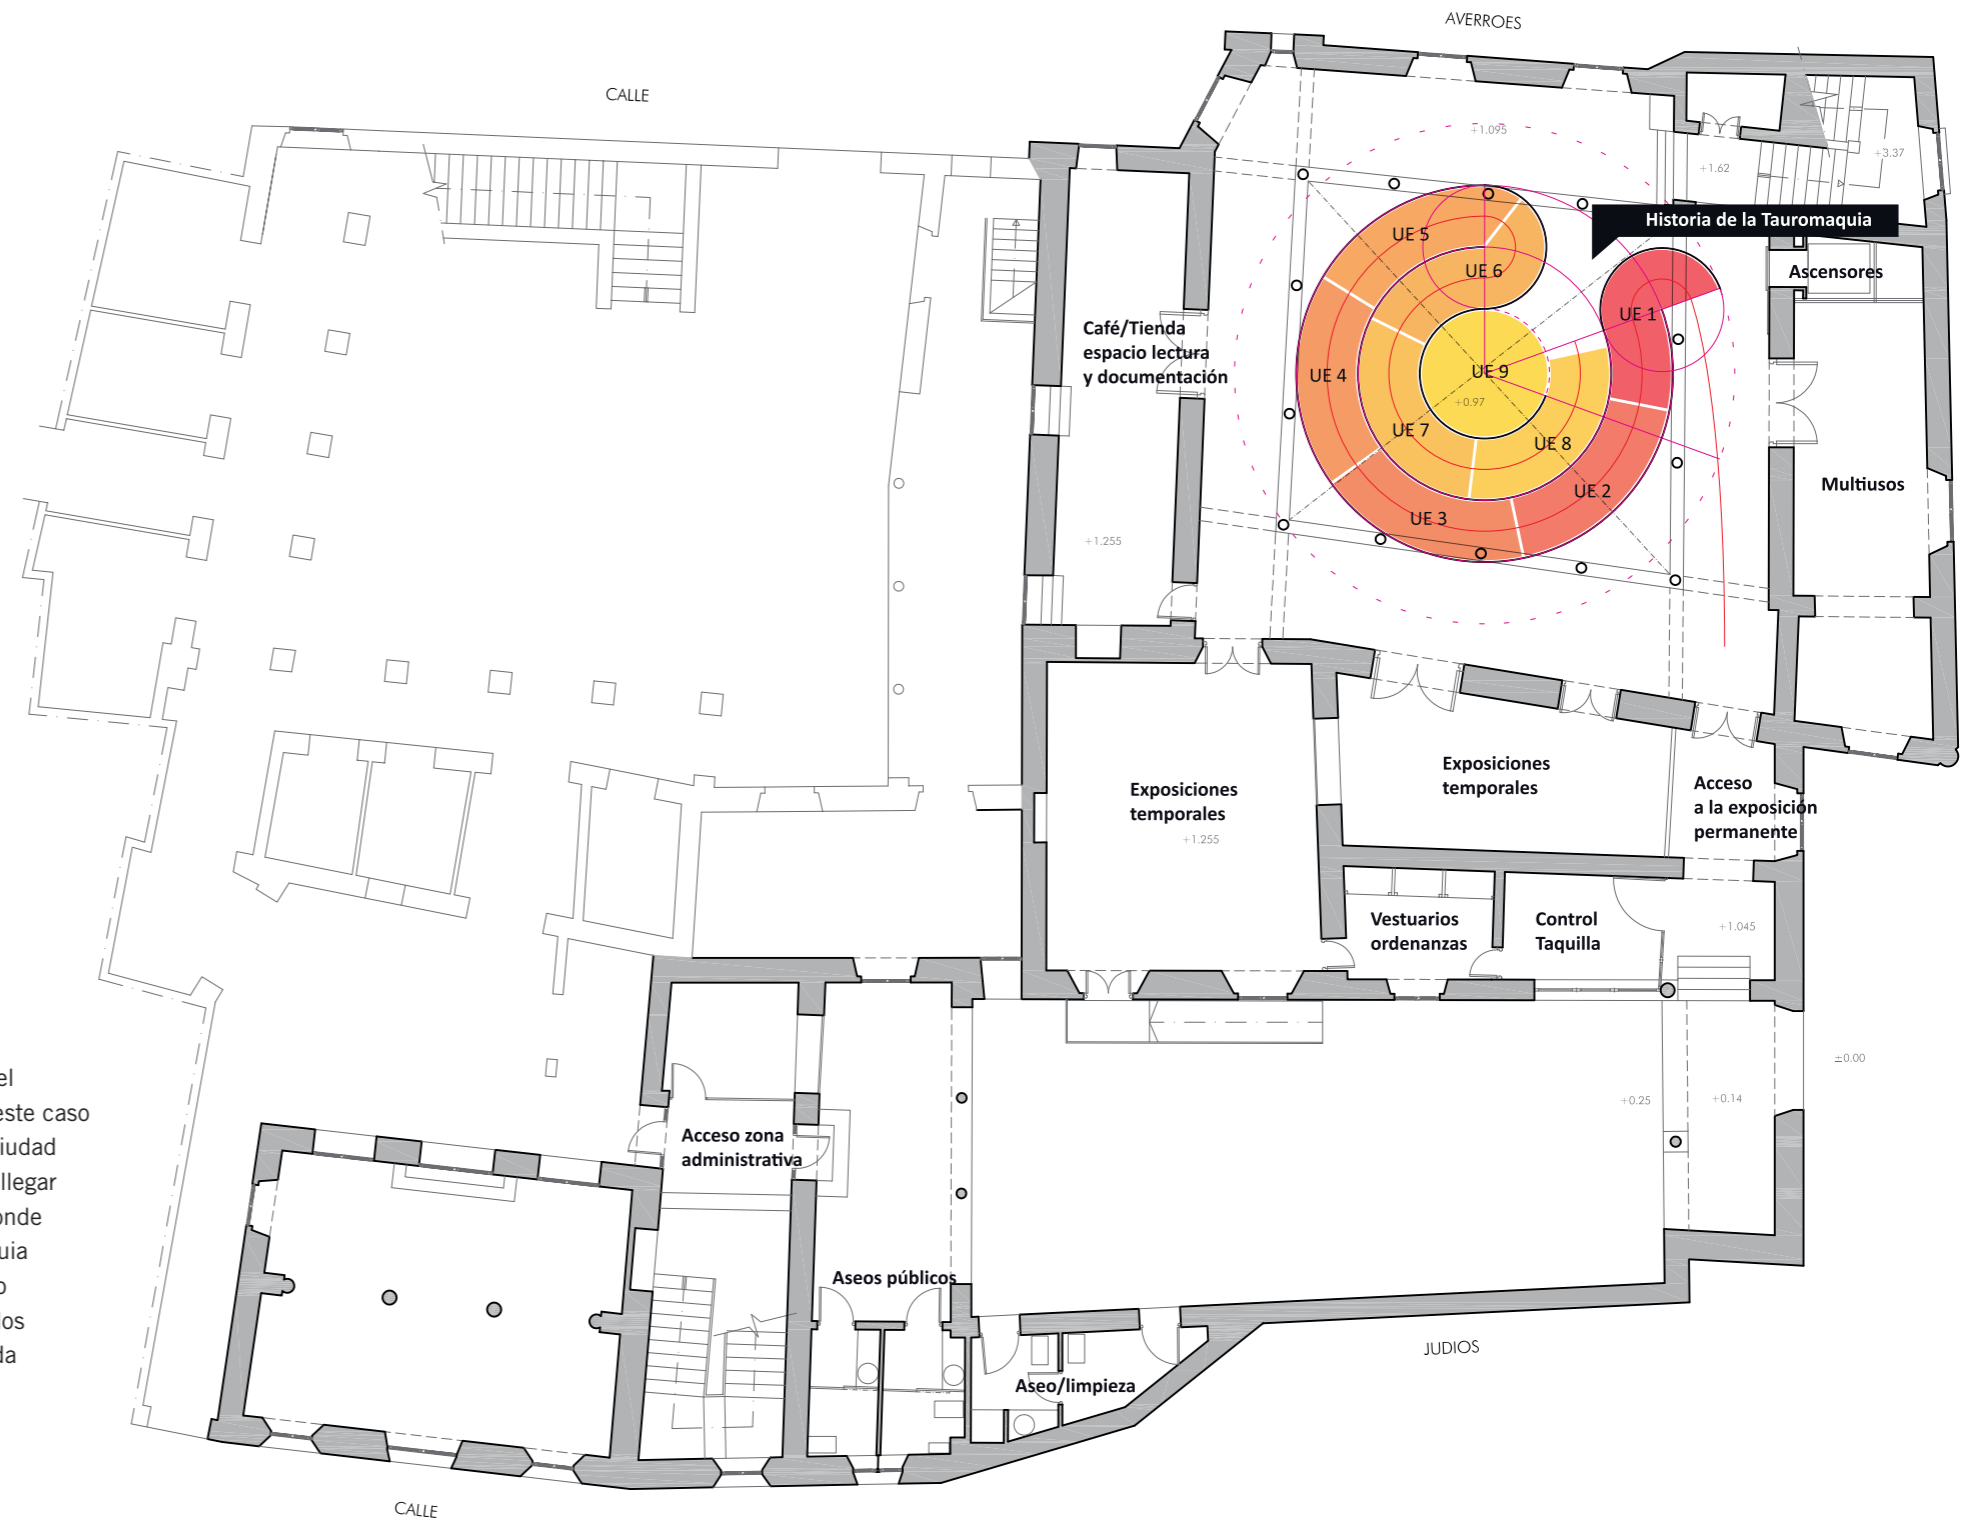 AVERROES
CALLE
+1.095
+3.37
+1.62
Historia de la Tauromaquia
UE 5
UE 6
Ascensores
UE 1
Café/Tienda
espacio lectura
y documentación
UE 4
UE 9
+0.97
UE 7
UE 8
Multiusos
UE 2
UE 3
+1.255
Exposiciones
temporales
Exposiciones
temporales
+1.255
Acceso
a la exposición
permanente
Vestuarios
ordenanzas
Control
Taquilla
+1.045
±0.00
+0.25
+0.14
el
este caso
iudad
llegar
onde
uia
o
los
da
Acceso zona
administrativa
Aseos públicos
Aseo/limpieza
JUDIOS
CALLE